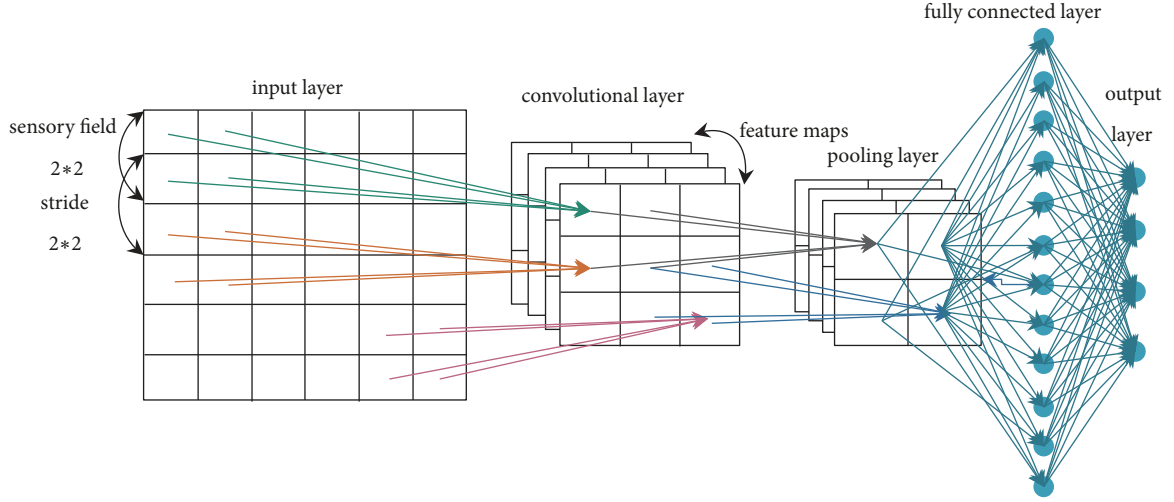 fully connected layer
input layer
convolutional layer
output
layer
sensory field
2*2
stride
2*2
feature maps
pooling layer